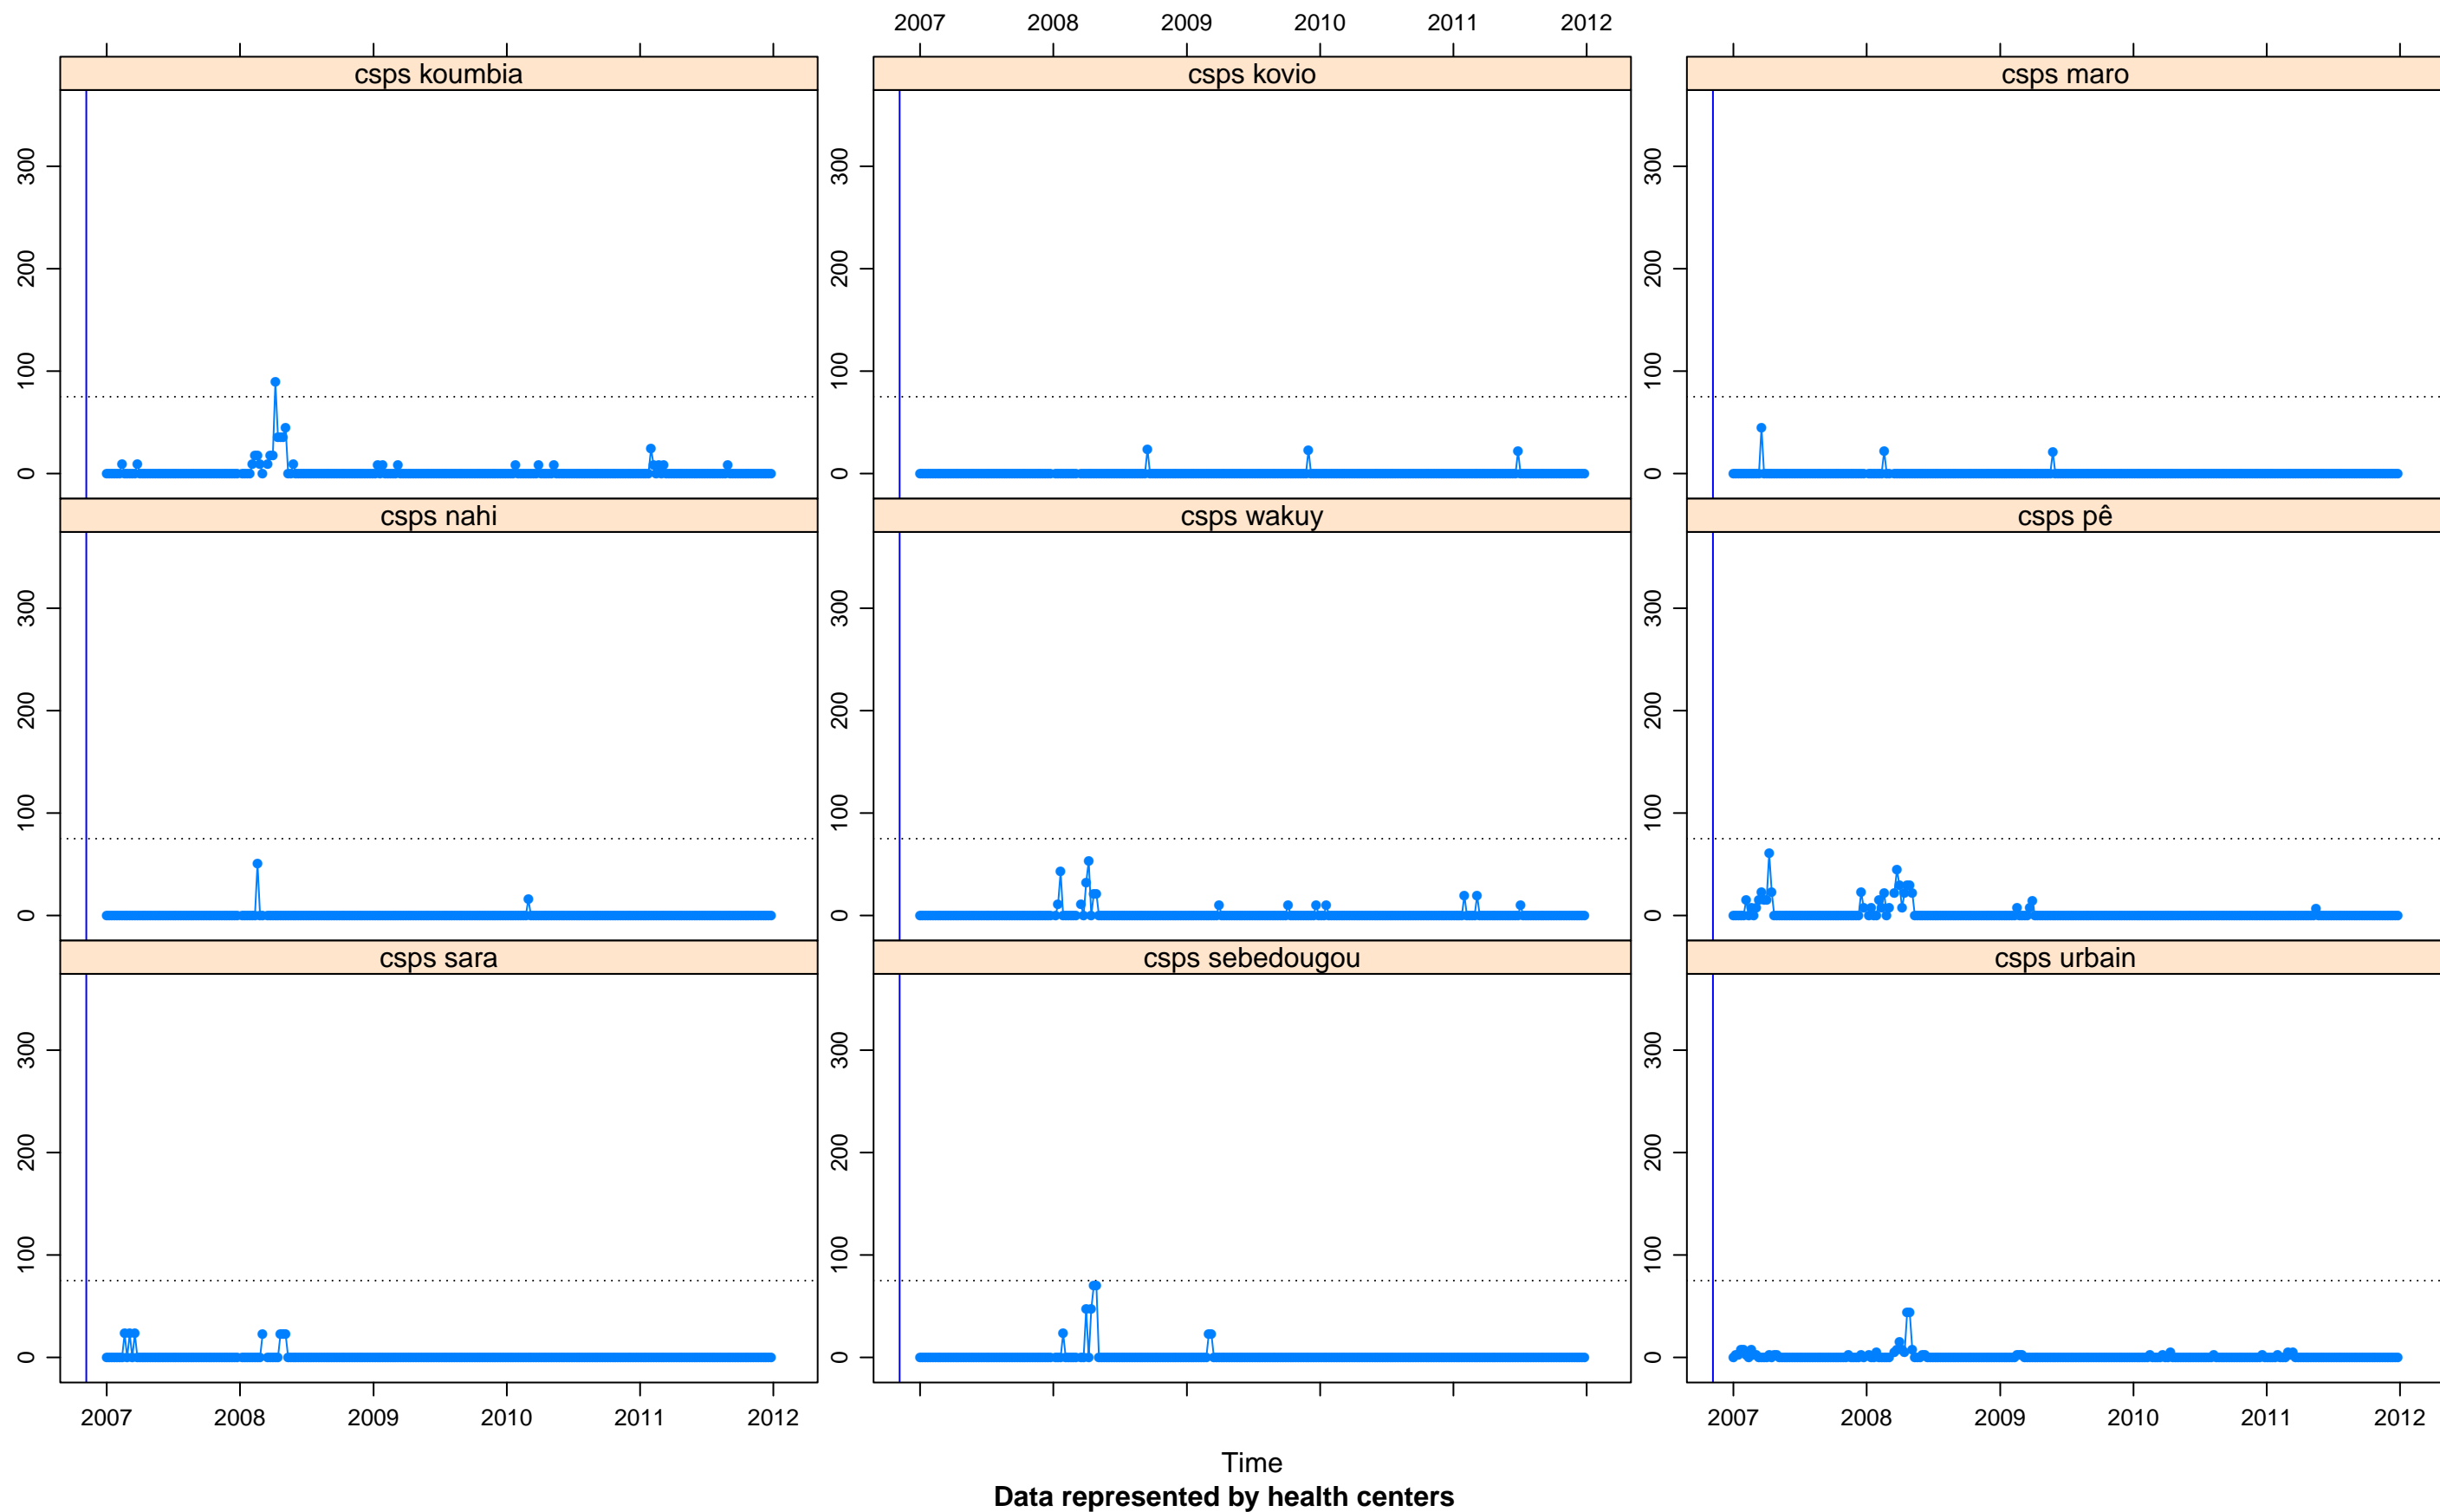 2007 2008 2009 2010 2011 2012
csps koumbia csps kovio csps maro
300 300 300
200 200 200
100 100 100
0 0 0
csps nahi csps wakuy csps pê
300 300 300
200 200 200
100 100 100
0 0 0
csps sara csps sebedougou csps urbain
300 300 300
200 200 200
100 100 100
0 0 0
2007 2008 2009 2010 2011 2012 2007 2008 2009 2010 2011 2012
Time
Data represented by health centers